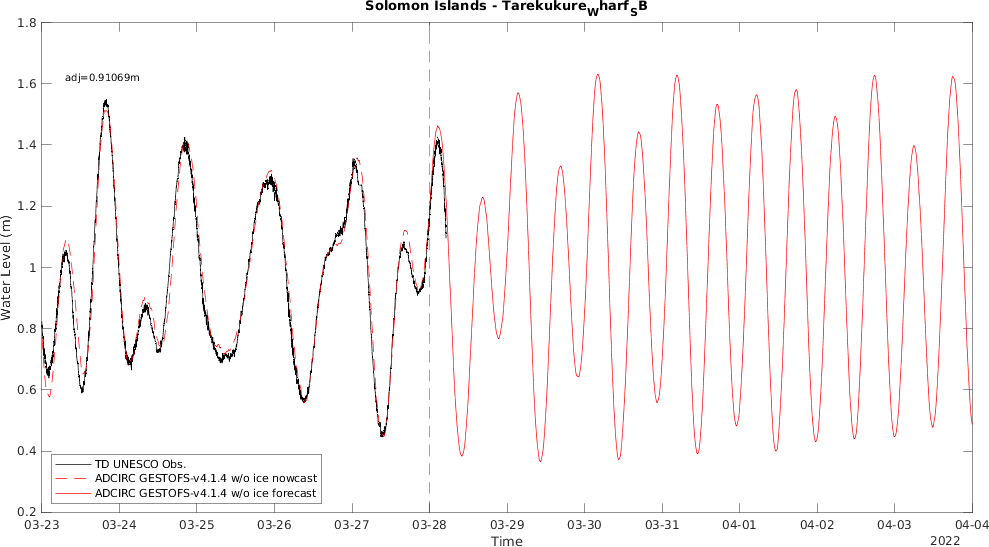 Solomon Islands - Tarekukure_Wharf_SB
1.8
1.6
1.4
1.2
1
0.8
0.6
0.4
0.2
Water Level (m)
adj=0.91069m
TD UNESCO Obs.
ADCIRC GESTOFS-v4.1.4 w/o ice nowcast
ADCIRC GESTOFS-v4.1.4 w/o ice forecast
03-23 03-24 03-25 03-26 03-27 03-28 03-29 03-30 03-31 04-01 04-02 04-03 04-04
Time
2022